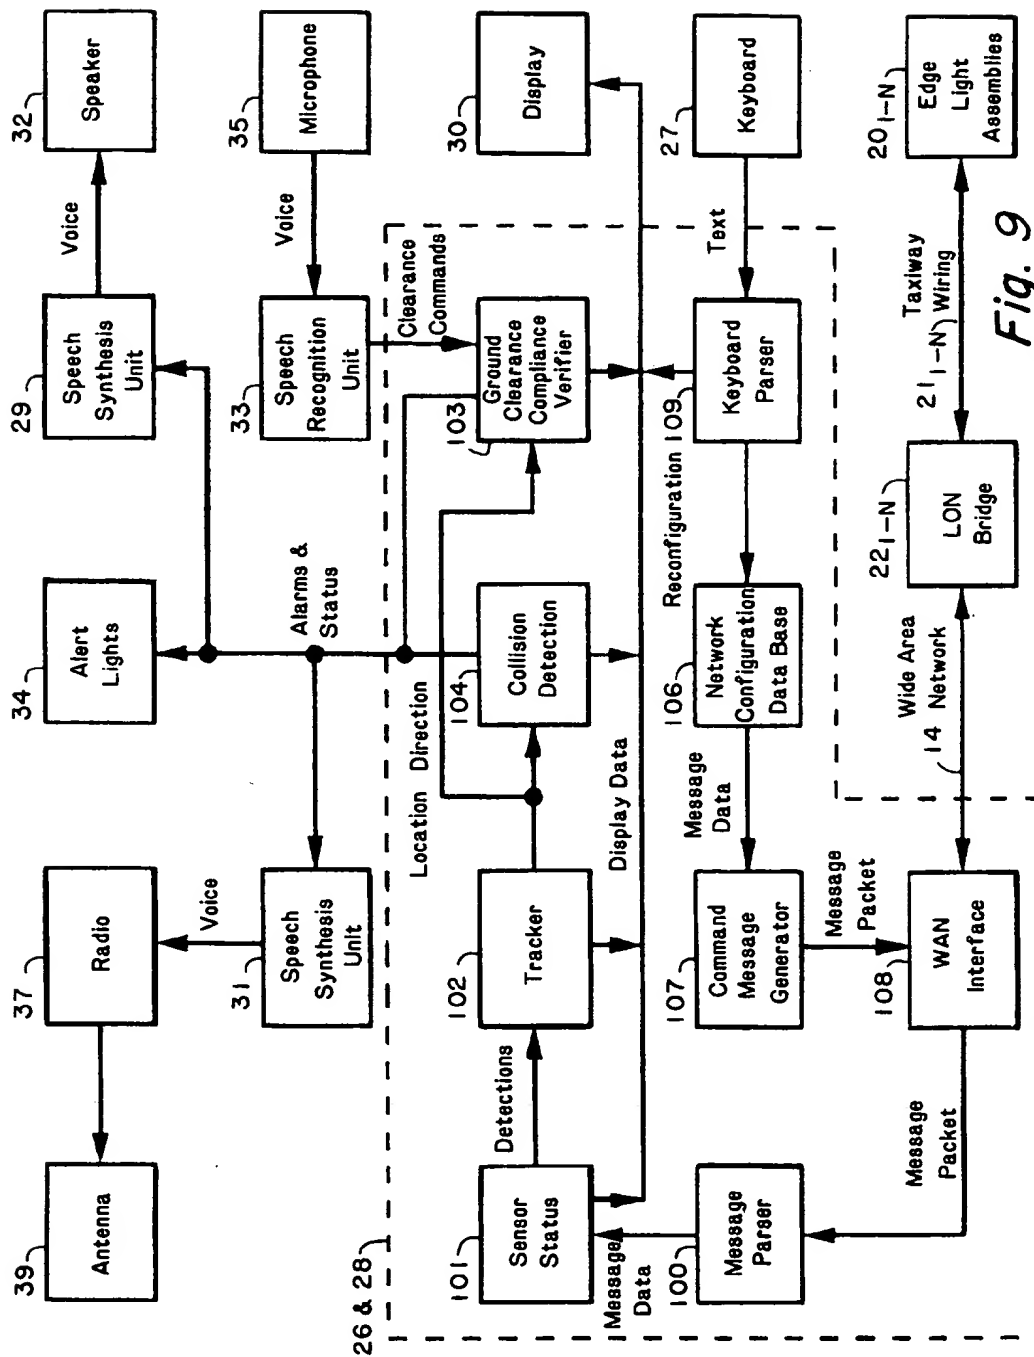 39
Antenna
37
Radio
34
Alert
Lights
29
Speech
Synthesis
Unit
Voice
32
Speaker
31
Speech
Synthesis
Unit
Voice
Alarms &
Status
33
Speech
Recognition
Unit
Voice
35
Microphone
26 & 28
Location Direction
Clearance
Commands
101
Sensor
Status
Detections
102
Tracker
104
Collision
Detection
103
Ground
Clearance
Compliance
Verifier
30
Display
Display Data
Message
Data
100
Message
Parser
107
Command
Message
Generator
Message
Data
106
Network
Configuration
Data Base
Reconfiguration
109
Keyboard
Parser
Text
27
Keyboard
Message
Packet
Message
Packet
108
WAN
Interface
Wide Area
14 Network
22 1-N
LON
Bridge
Taxiway
21 1-N Wiring
20 1-N
Edge
Light
Assemblies
Fig. 9